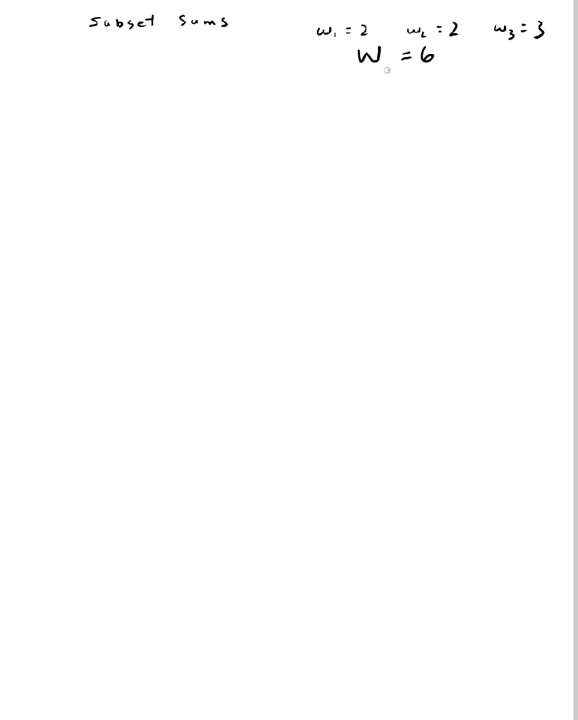 Subset Sums
w₁ = 2 w₂ = 2 w₃ = 3
W = 6